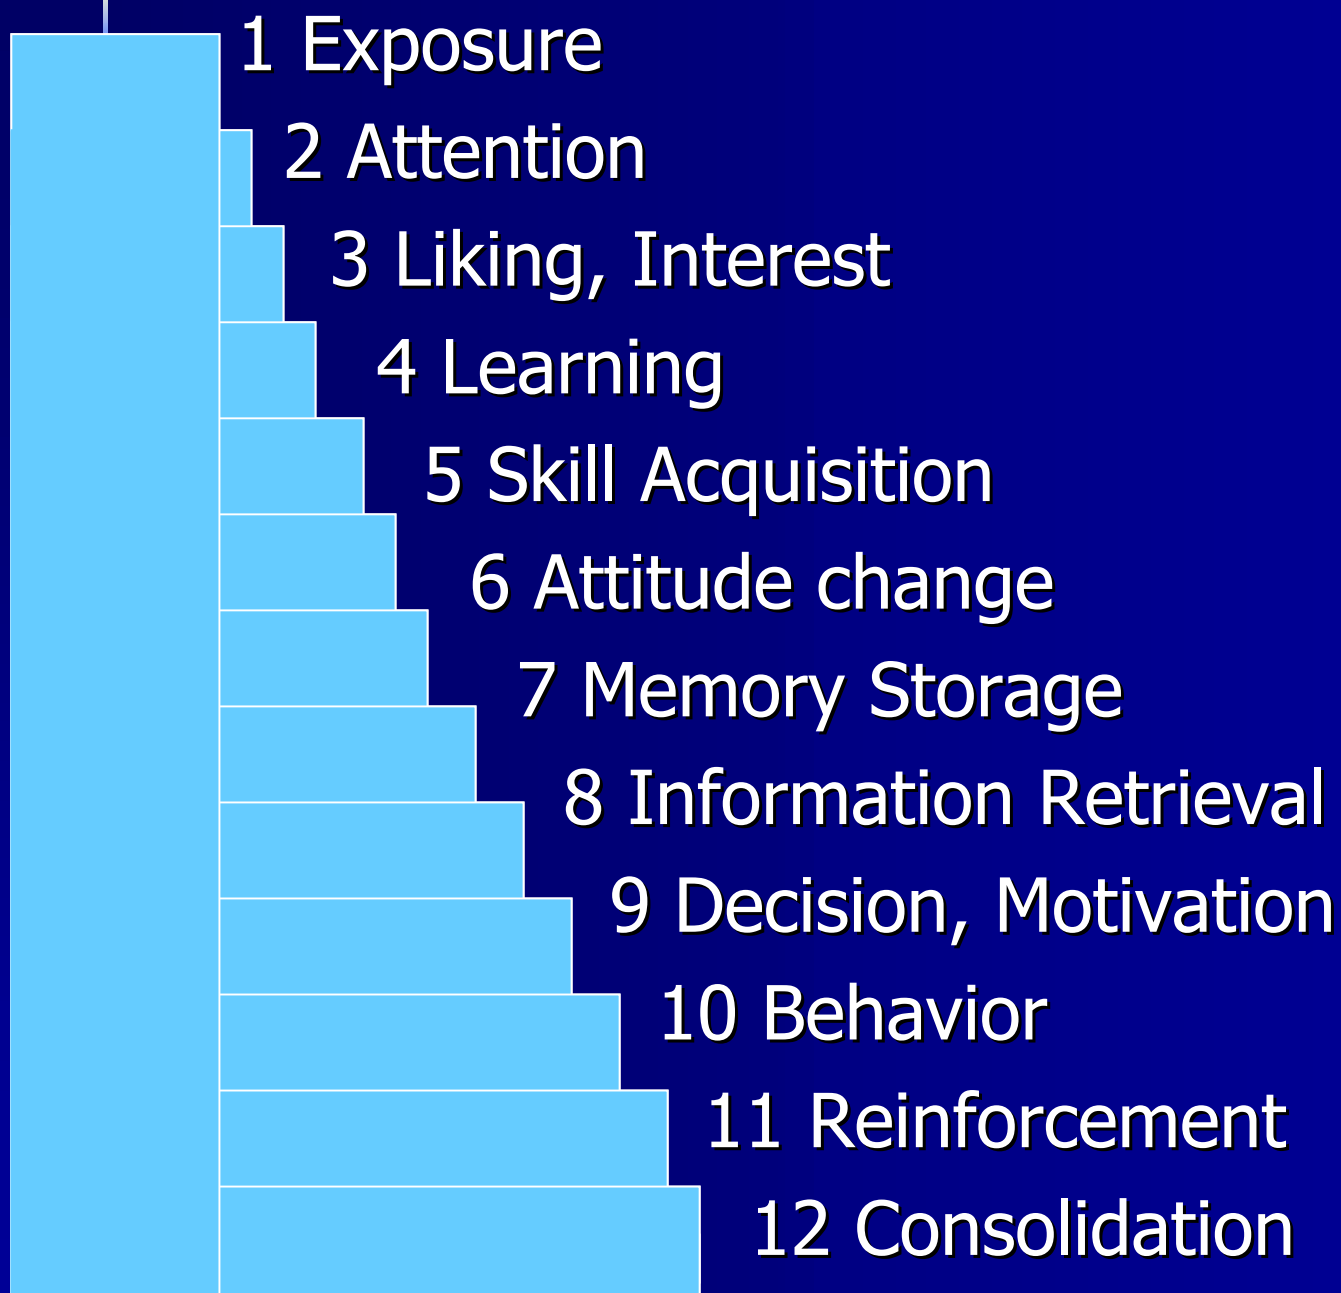 1 Exposure
2 Attention
3 Liking, Interest
4 Learning
5 Skill Acquisition
6 Attitude change
7 Memory Storage
8 Information Retrieval
9 Decision, Motivation
10 Behavior
11 Reinforcement
12 Consolidation